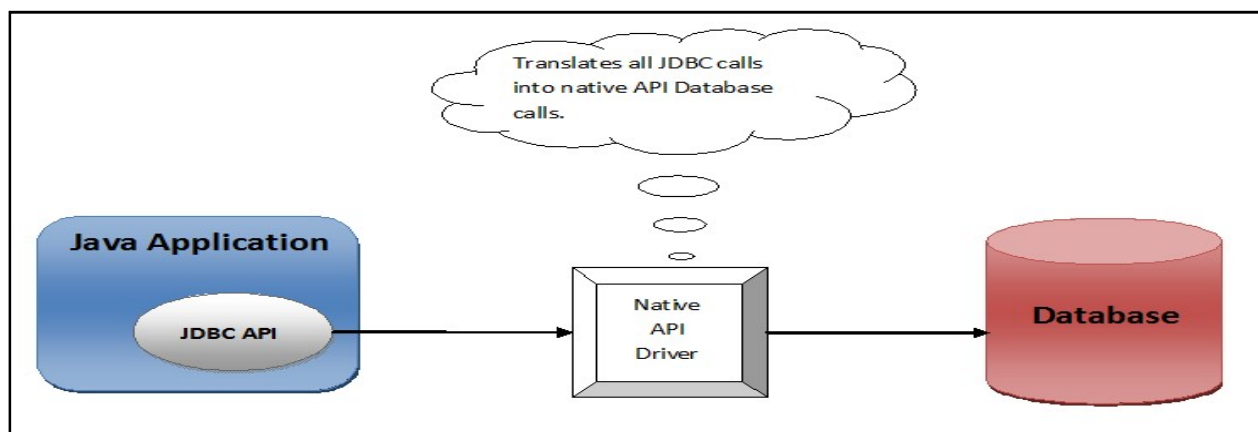 Translates all JDBC calls
into native API Database
calls.
Java Application
JDBC API
Native
API
Driver
Database